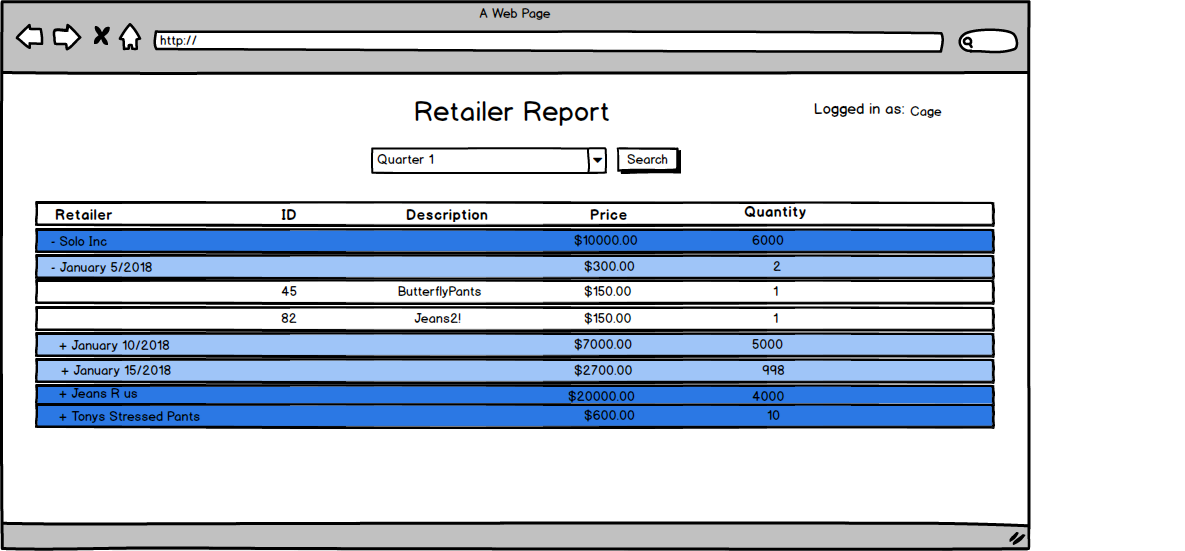 A Web Page
http://
Retailer Report
Logged in as: Cage
Quarter 1 Search
Retailer ID Description Price Quantity
- Solo Inc $10000.00 6000
- January 5/2018 $300.00 2
45 ButterflyPants $150.00 1
82 Jeans2! $150.00 1
+ January 10/2018 $7000.00 5000
+ January 15/2018 $2700.00 998
+ Jeans R us $20000.00 4000
+ Tonys Stressed Pants $600.00 10